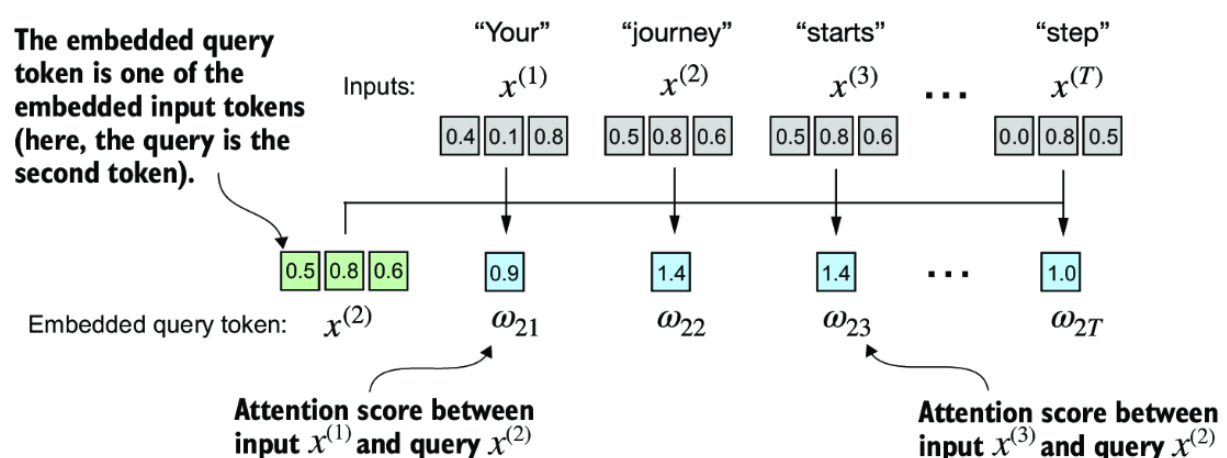 The embedded query
token is one of the
embedded input tokens
(here, the query is the
second token).
“Your” “journey” “starts” “step”
Inputs: x^(1) x^(2) x^(3) ... x^(T)
0.4 0.1 0.8 0.5 0.8 0.6 0.5 0.8 0.6 0.0 0.8 0.5
0.5 0.8 0.6 0.9 1.4 1.4 ... 1.0
Embedded query token: x^(2) ω_21 ω_22 ω_23 ω_2T
Attention score between
input x^(1) and query x^(2)
Attention score between
input x^(3) and query x^(2)